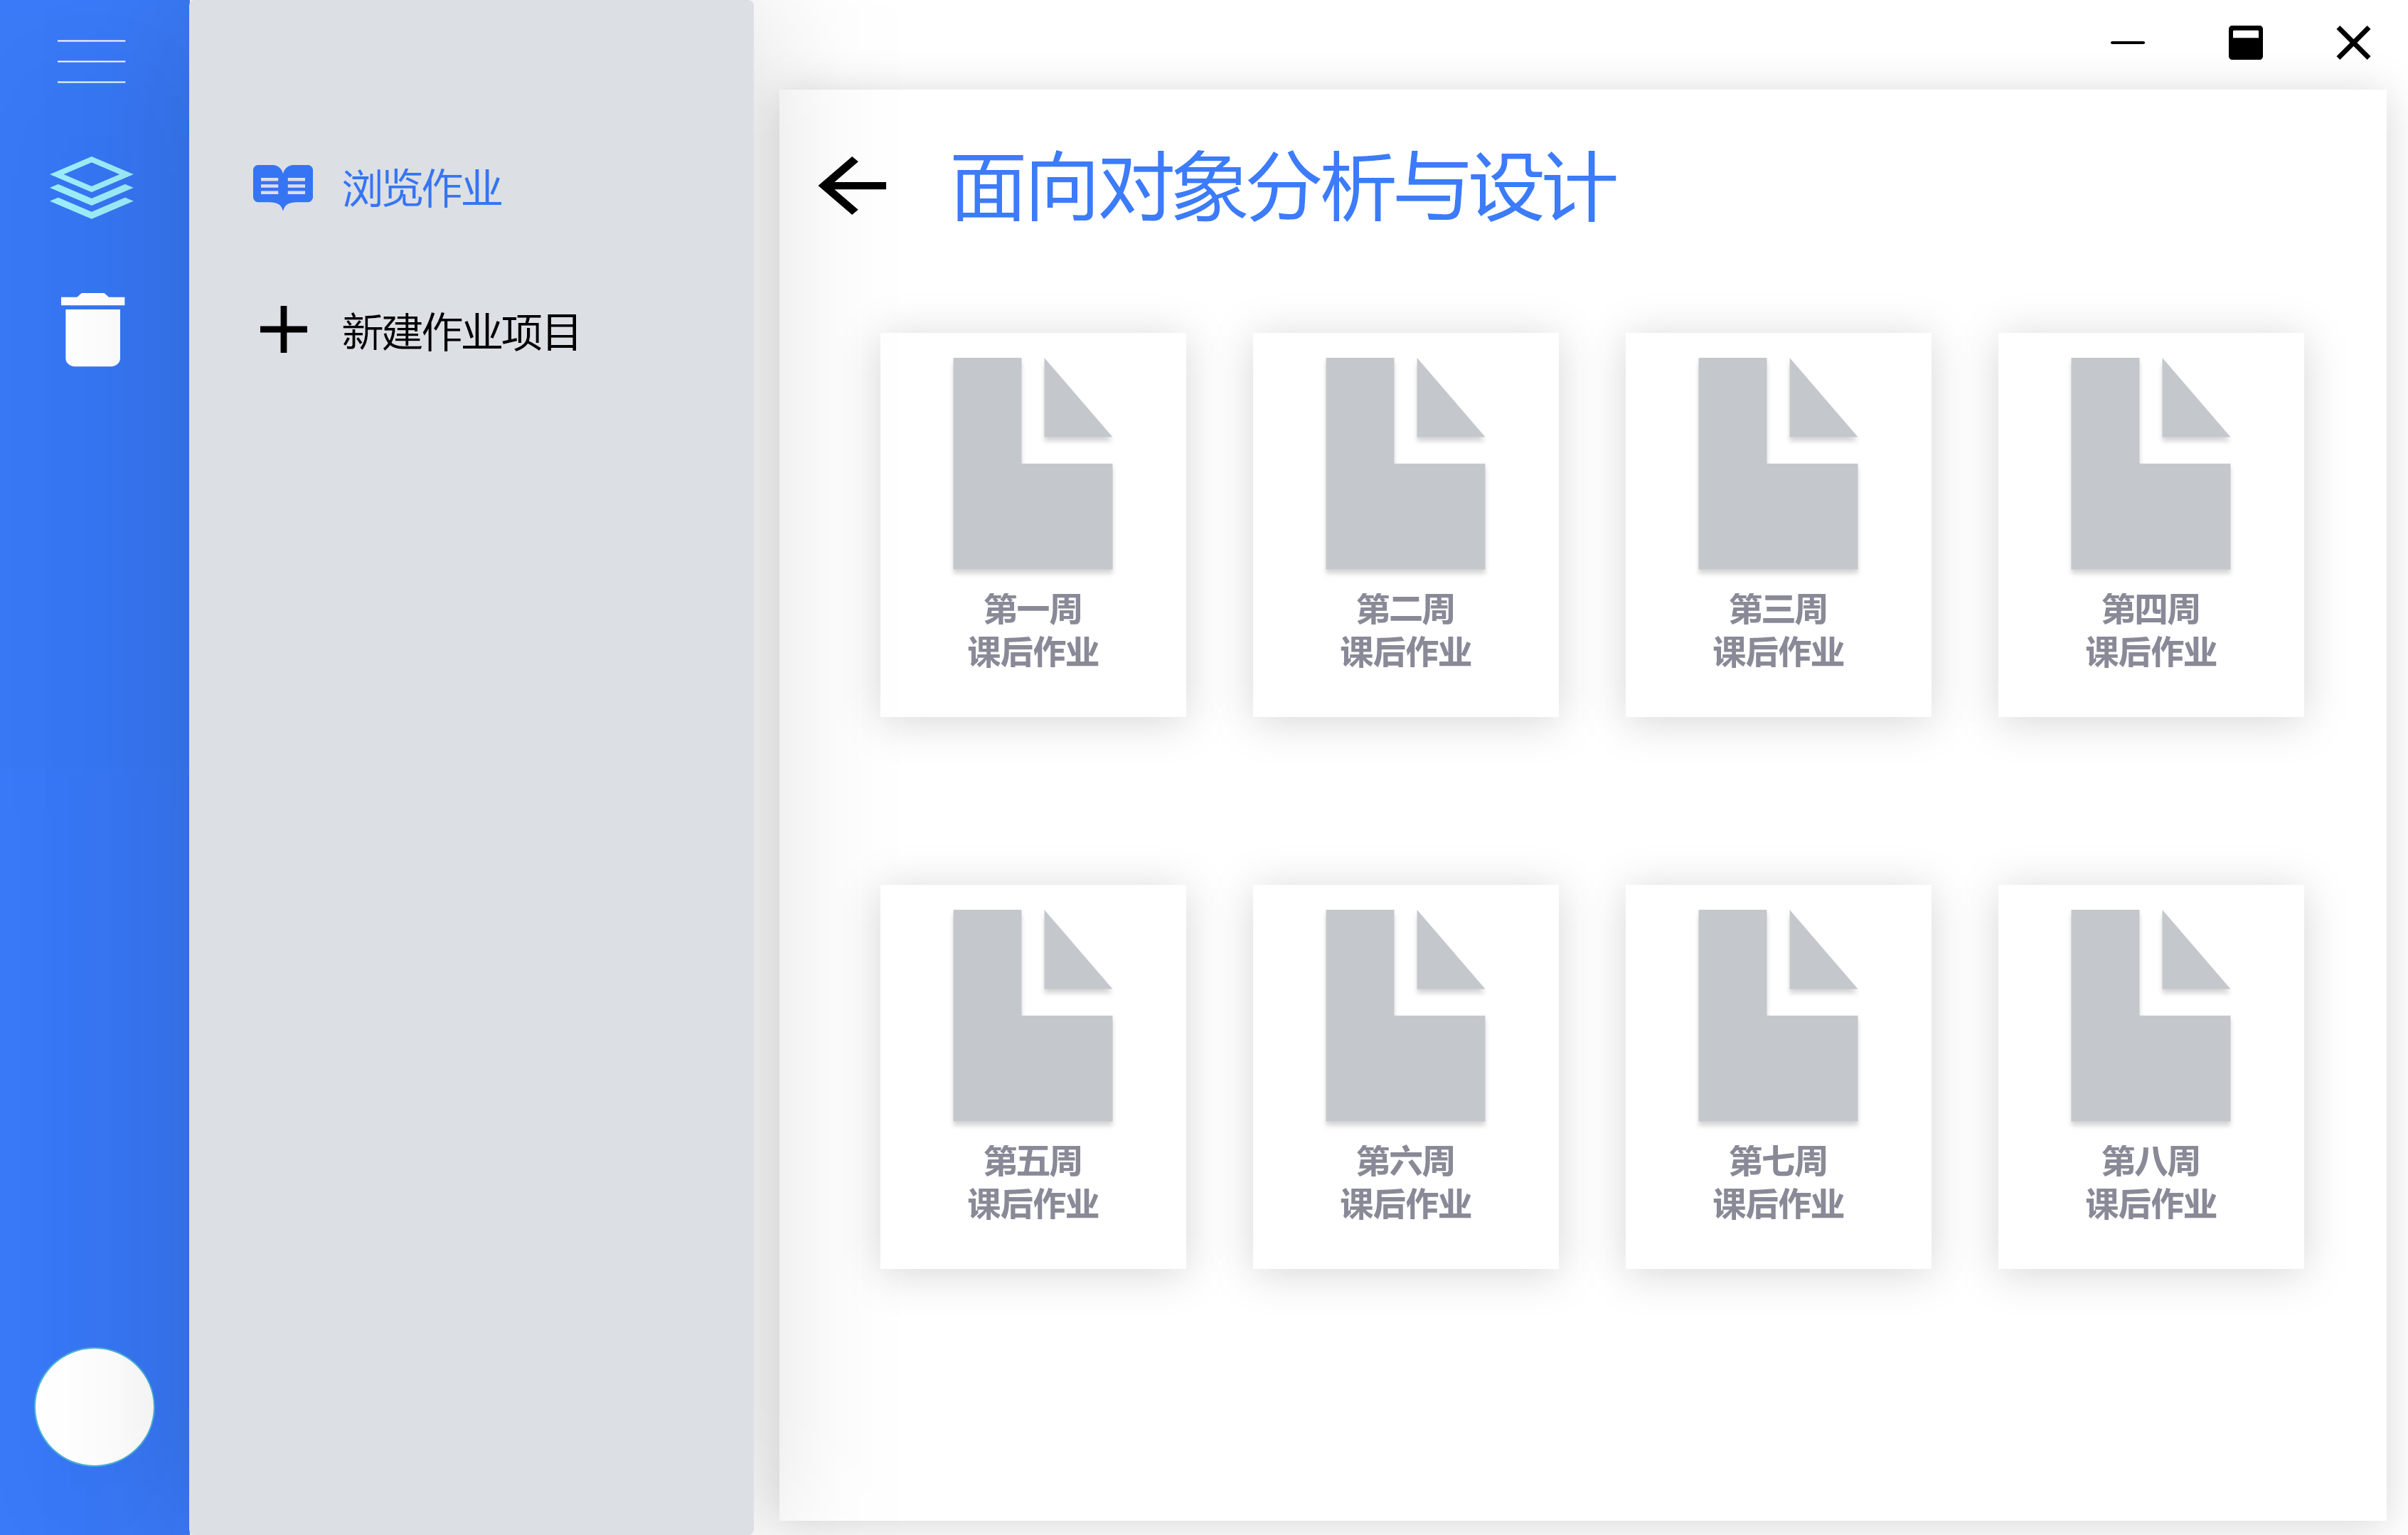 浏览作业
新建作业项目
面向对象分析与设计
第一周
课后作业
第二周
课后作业
第三周
课后作业
第四周
课后作业
第五周
课后作业
第六周
课后作业
第七周
课后作业
第八周
课后作业